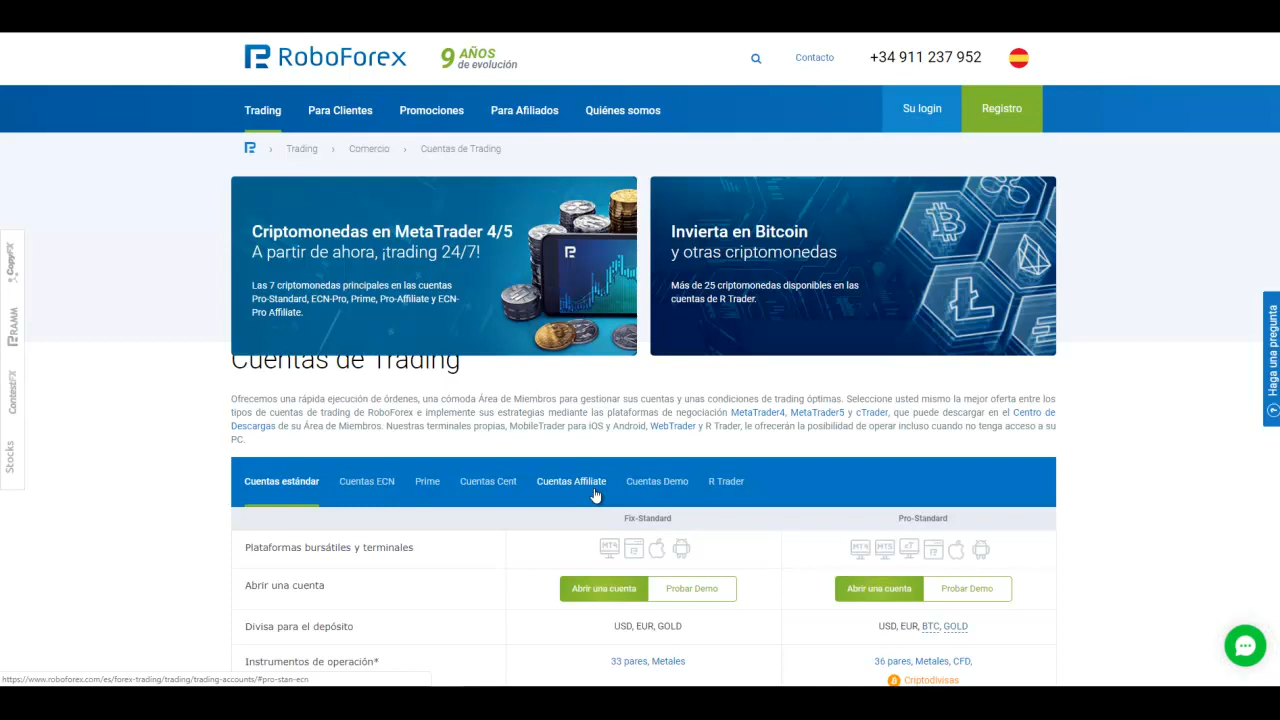 RoboForex
9 AÑOS
de evolución
Contacto
+34 911 237 952
Trading
Para Clientes
Promociones
Para Afiliados
Quiénes somos
Su login
Registro
Trading › Comercio › Cuentas de Trading
Criptomonedas en MetaTrader 4/5
A partir de ahora, ¡trading 24/7!
Las 7 criptomonedas principales en las cuentas
Pro-Standard, ECN-Pro, Prime, Pro-Affiliate y ECN-
Pro Affiliate.
Invierta en Bitcoin
y otras criptomonedas
Más de 25 criptomonedas disponibles en las
cuentas de R Trader.
CopyFX
RAMM
ContestFX
Stocks
Haga una pregunta
Cuentas de Trading
Ofrecemos una rápida ejecución de órdenes, una cómoda Área de Miembros para gestionar sus cuentas y unas condiciones de trading óptimas. Seleccione usted mismo la mejor oferta entre los
tipos de cuentas de trading de RoboForex e implemente sus estrategias mediante las plataformas de negociación MetaTrader4, MetaTrader5 y cTrader, que puede descargar en el Centro de
Descargas de su Área de Miembros. Nuestras terminales propias, MobileTrader para iOS y Android, WebTrader y R Trader, le ofrecerán la posibilidad de operar incluso cuando no tenga acceso a su
PC.
Cuentas estándar
Cuentas ECN
Prime
Cuentas Cent
Cuentas Affiliate
Cuentas Demo
R Trader
Fix-Standard
Pro-Standard
Plataformas bursátiles y terminales
MT4
MT4 MT5 cT
Abrir una cuenta
Abrir una cuenta
Probar Demo
Abrir una cuenta
Probar Demo
Divisa para el depósito
USD, EUR, GOLD
USD, EUR, BTC, GOLD
Instrumentos de operación*
33 pares, Metales
36 pares, Metales, CFD,
Criptodivisas
https://www.roboforex.com/es/forex-trading/trading/trading-accounts/#pro-stan-ecn